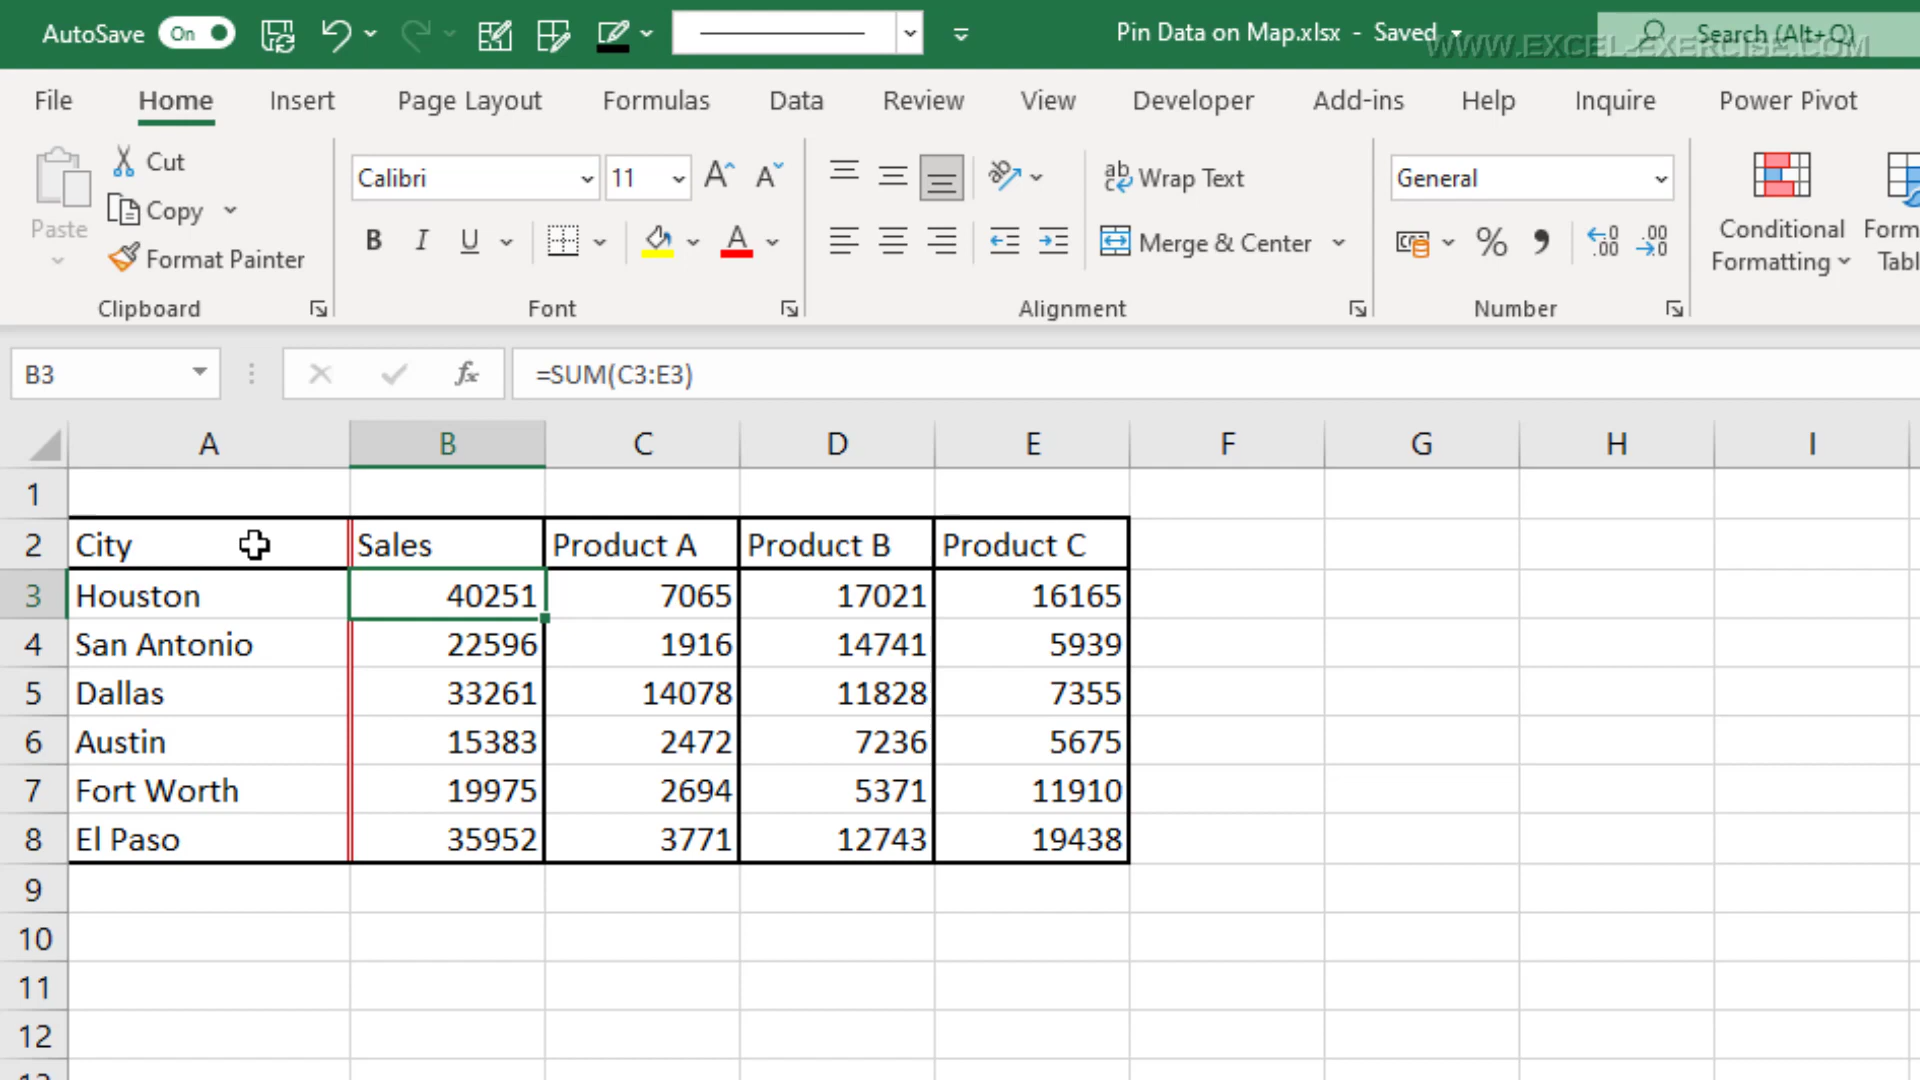 AutoSave On Pin Data on Map.xlsx - Saved Search (Alt+Q)
WWW.EXCEL-EXERCISE.COM
File Home Insert Page Layout Formulas Data Review View Developer Add-ins Help Inquire Power Pivot
Paste
Cut
Copy
Format Painter
Clipboard
Calibri 11
B I U A
Font
Wrap Text
Merge & Center
Alignment
General
Number
Conditional
Formatting
Form
Tabl
B3 fx =SUM(C3:E3)
A B C D E F G H I
1
2 City Sales Product A Product B Product C
3 Houston 40251 7065 17021 16165
4 San Antonio 22596 1916 14741 5939
5 Dallas 33261 14078 11828 7355
6 Austin 15383 2472 7236 5675
7 Fort Worth 19975 2694 5371 11910
8 El Paso 35952 3771 12743 19438
9
10
11
12